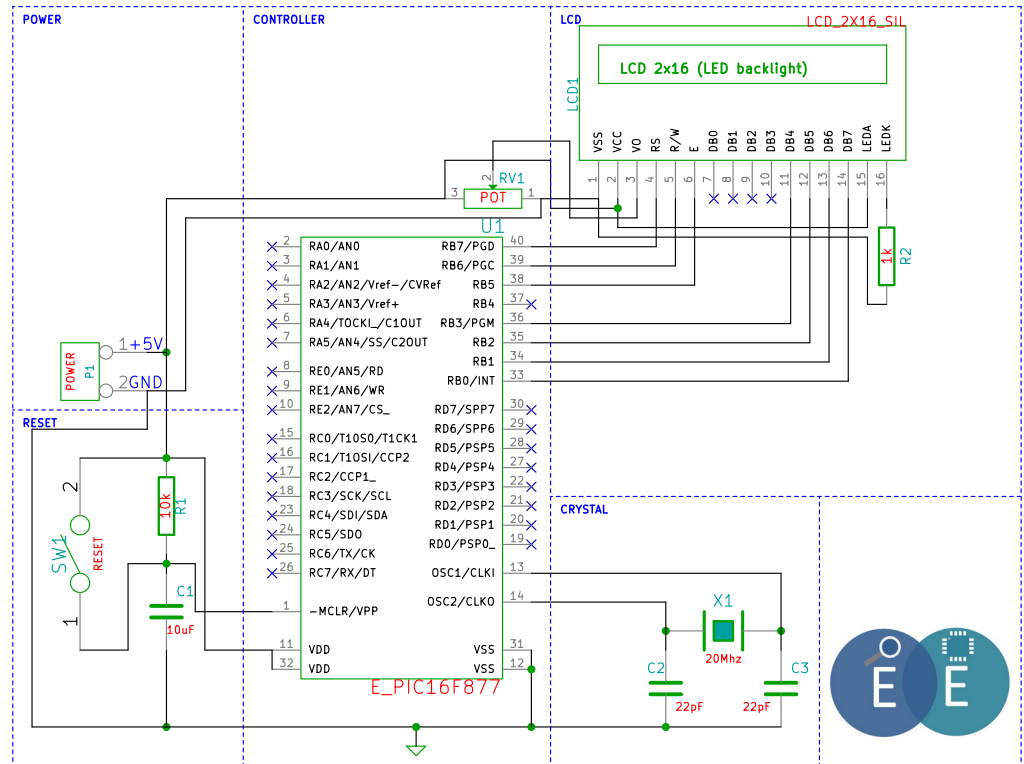 POWER
CONTROLLER
LCD
LCD_2X16_SIL
LCD 2x16 (LED backlight)
LCD1
VSS
VCC
VO
RS
R/W
E
DB0
DB1
DB2
DB3
DB4
DB5
DB6
DB7
LEDA
LEDK
1
2
3
4
5
6
7
8
9
10
11
12
13
14
15
16
2
RV1
3
POT
1
U1
R2
1k
2 RA0/AN0 RB7/PGD 40
3 RA1/AN1 RB6/PGC 39
4 RA2/AN2/Vref-/CVRef RB5 38
5 RA3/AN3/Vref+ RB4 37
6 RA4/TOCKI_/C1OUT RB3/PGM 36
7 RA5/AN4/SS/C2OUT RB2 35
RB1 34
8 RE0/AN5/RD RB0/INT 33
9 RE1/AN6/WR
10 RE2/AN7/CS_ RD7/SPP7 30
RD6/SPP6 29
15 RC0/T1OSO/T1CK1 RD5/PSP5 28
16 RC1/T1OSI/CCP2 RD4/PSP4 27
17 RC2/CCP1_ RD3/PSP3 22
18 RC3/SCK/SCL RD2/PSP2 21
23 RC4/SDI/SDA RD1/PSP1 20
24 RC5/SDO RD0/PSP0_ 19
25 RC6/TX/CK
26 RC7/RX/DT OSC1/CLKI 13
OSC2/CLKO 14
1 -MCLR/VPP
11 VDD VSS 31
32 VDD VSS 12
E_PIC16F877
POWER
P1
1 +5V
2 GND
RESET
2
SW1
RESET
1
10k
R1
C1
10uF
CRYSTAL
X1
20Mhz
C2
22pF
C3
22pF
E E